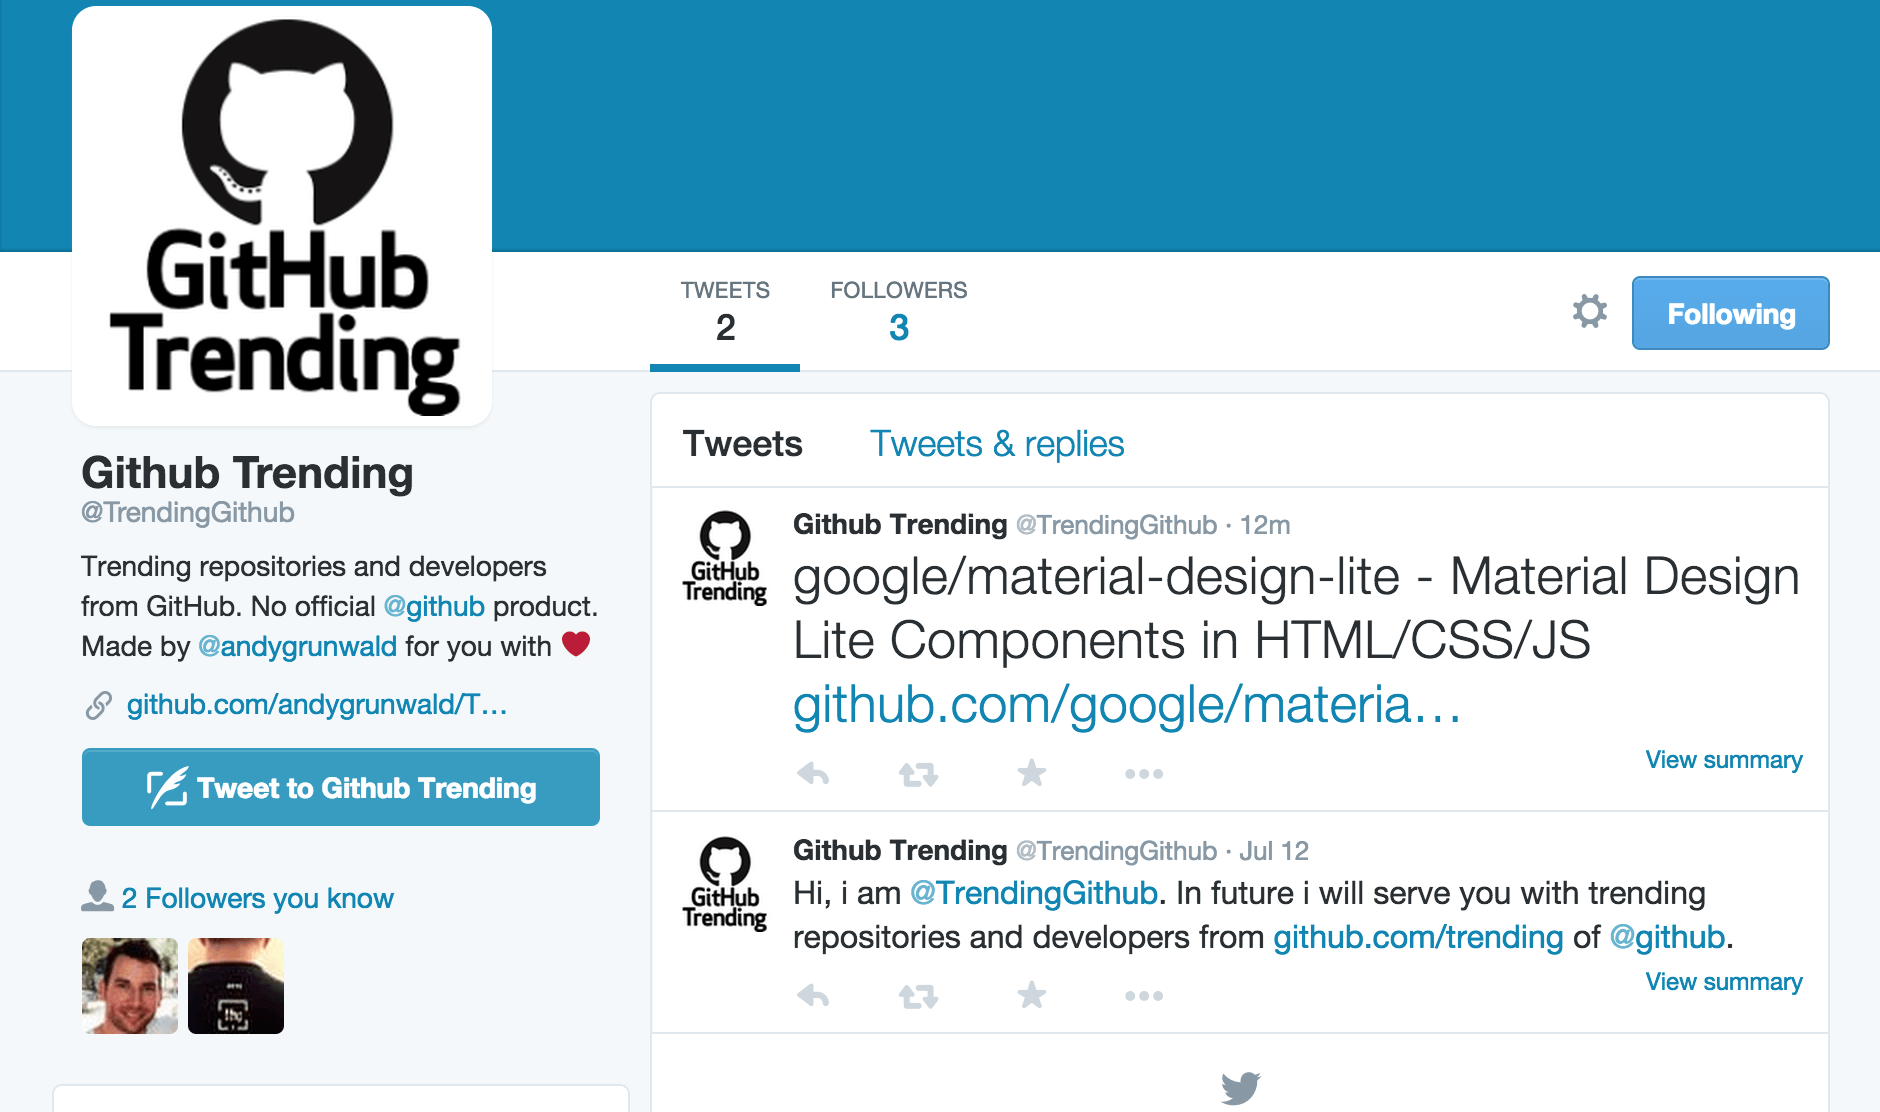 GitHub
Trending
TWEETS
2
FOLLOWERS
3
Following
Github Trending
@TrendingGithub
Trending repositories and developers
from GitHub. No official @github product.
Made by @andygrunwald for you with
github.com/andygrunwald/T…
Tweet to Github Trending
2 Followers you know
Tweets
Tweets & replies
GitHub
Trending
Github Trending @TrendingGithub · 12m
google/material-design-lite - Material Design
Lite Components in HTML/CSS/JS
github.com/google/materia…
View summary
GitHub
Trending
Github Trending @TrendingGithub · Jul 12
Hi, i am @TrendingGithub. In future i will serve you with trending
repositories and developers from github.com/trending of @github.
View summary